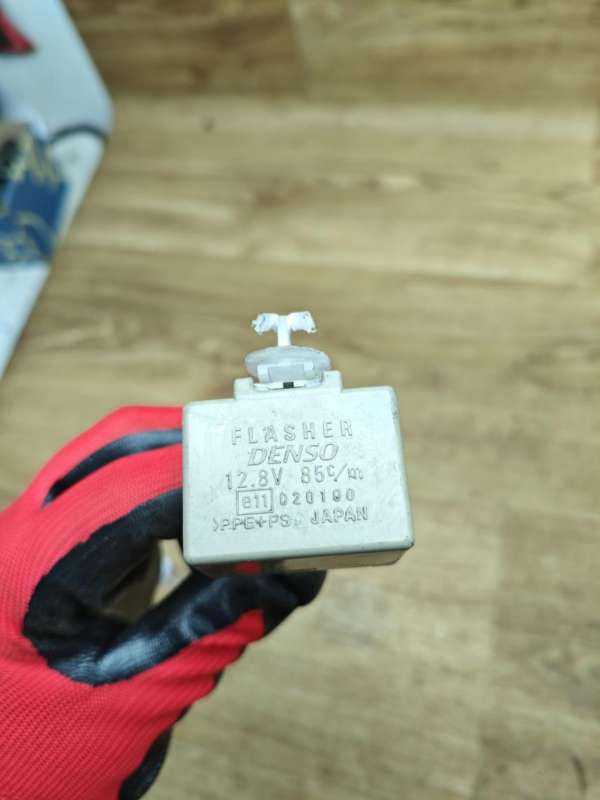 FLASHER
DENSO
12.8V 85c/m
e11 020190
>PPE+PS JAPAN